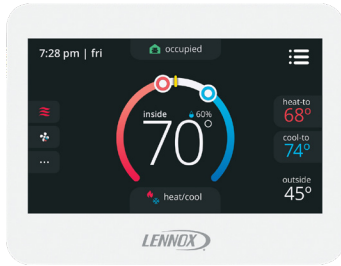 7:28 pm | fri
occupied
inside
60%
70°
heat-to
68°
cool-to
74°
outside
45°
...
heat/cool
LENNOX